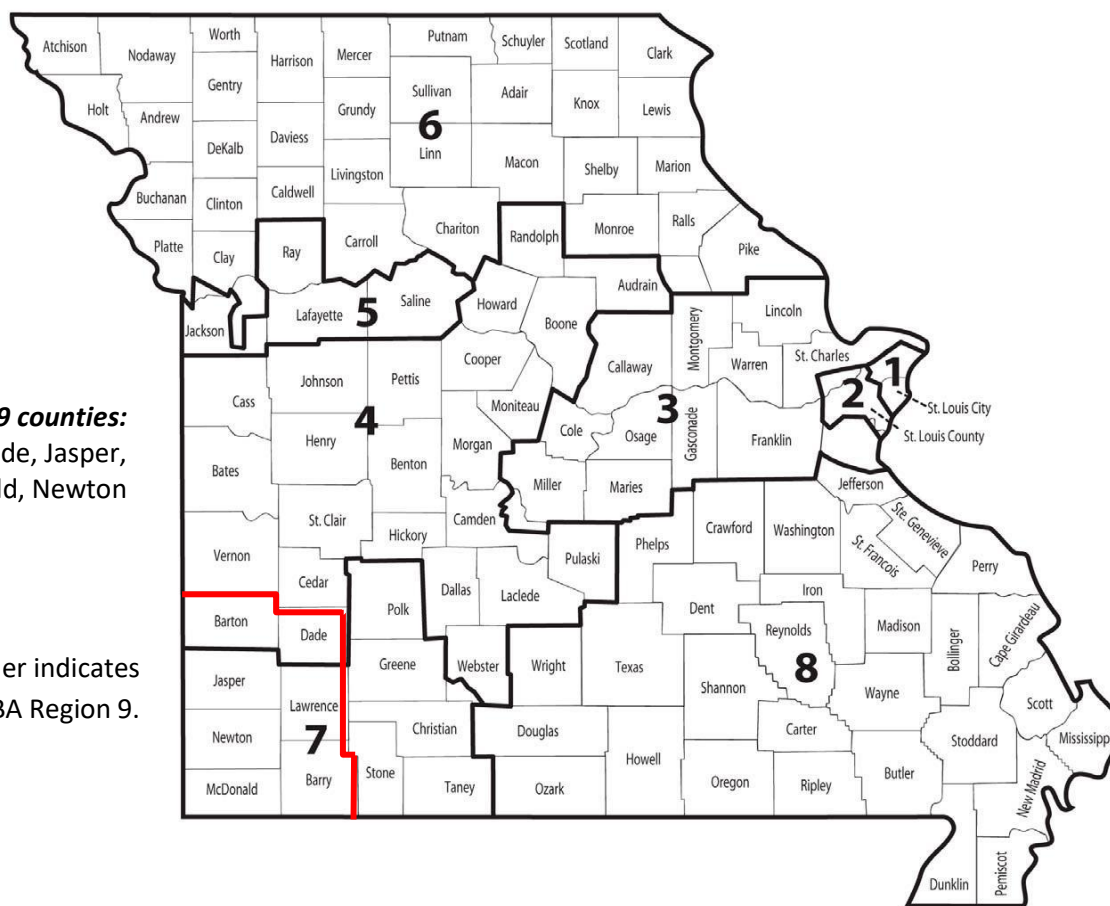 Atchison
Nodaway
Worth
Harrison
Mercer
Putnam
Schuyler
Scotland
Clark
Gentry
Holt
Andrew
Grundy
Sullivan
Adair
Knox
Lewis
6
DeKalb
Daviess
Linn
Macon
Shelby
Marion
Livingston
Buchanan
Clinton
Caldwell
Chariton
Randolph
Monroe
Ralls
Pike
Platte
Clay
Ray
Carroll
Audrain
Jackson
Lafayette
5
Saline
Howard
Boone
Lincoln
Montgomery
Callaway
Warren
St. Charles
1
Cooper
Johnson
Pettis
Cass
Moniteau
2
St. Louis City
9 counties:
4
3
Cole
Osage
Gasconade
Franklin
St. Louis County
de, Jasper,
Henry
Morgan
Benton
Bates
ld, Newton
Miller
Maries
Jefferson
St. Clair
Camden
Crawford
Washington
Ste. Genevieve
St. Francois
Hickory
Phelps
Vernon
Pulaski
Perry
Cedar
Dallas
Laclede
Iron
Polk
Dent
Barton
Dade
Reynolds
Madison
Bollinger
Cape Girardeau
er indicates
Greene
Webster
Wright
Texas
8
Jasper
Shannon
Wayne
BA Region 9.
Lawrence
Scott
Newton
7
Christian
Douglas
Carter
Stoddard
Mississippi
Howell
McDonald
Barry
Stone
Taney
Ozark
Oregon
Ripley
Butler
New Madrid
Dunklin
Pemiscot